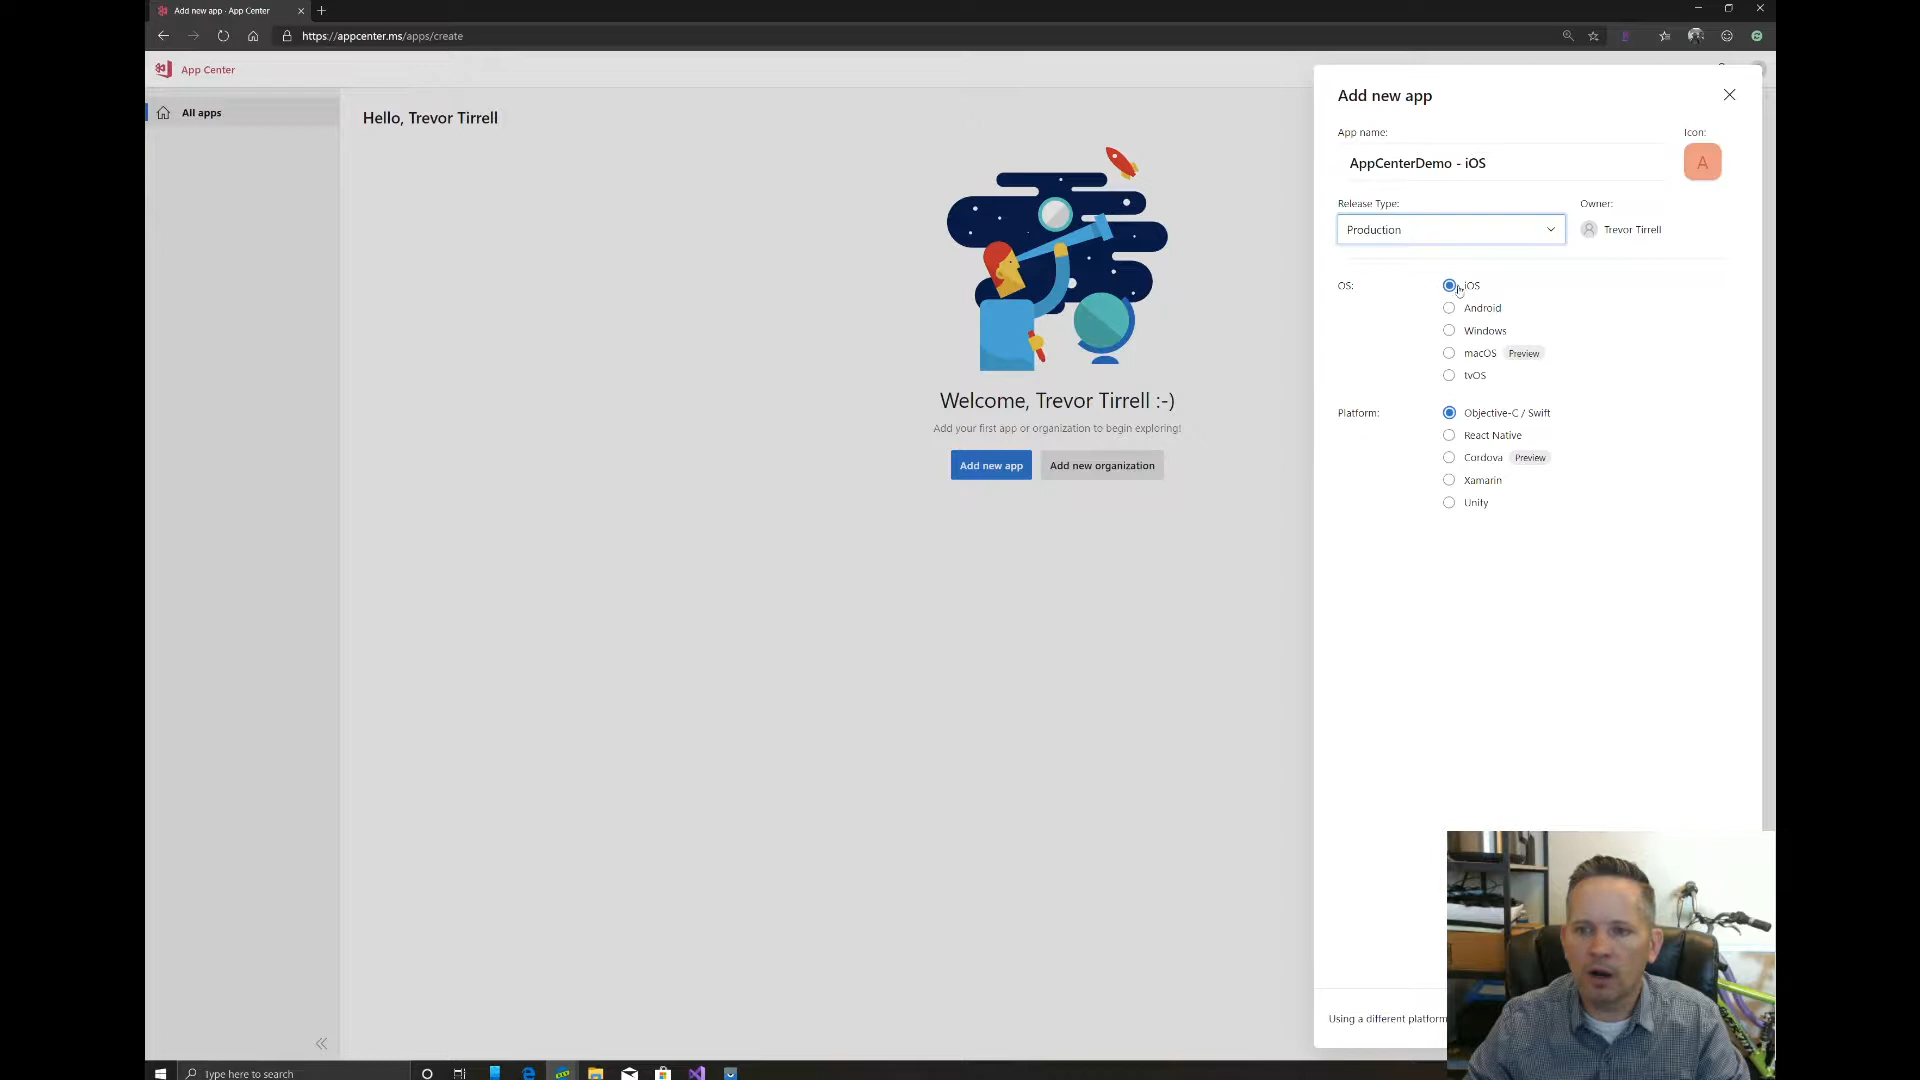 Add new app - App Center
https://appcenter.ms/apps/create
App Center
All apps
Hello, Trevor Tirrell
Welcome, Trevor Tirrell :-)
Add your first app or organization to begin exploring!
Add new app
Add new organization
Add new app
App name:
Icon:
AppCenterDemo - iOS
A
Release Type:
Owner:
Production
Trevor Tirrell
OS:
iOS
Android
Windows
macOS Preview
tvOS
Platform:
Objective-C / Swift
React Native
Cordova Preview
Xamarin
Unity
Using a different platform
Type here to search